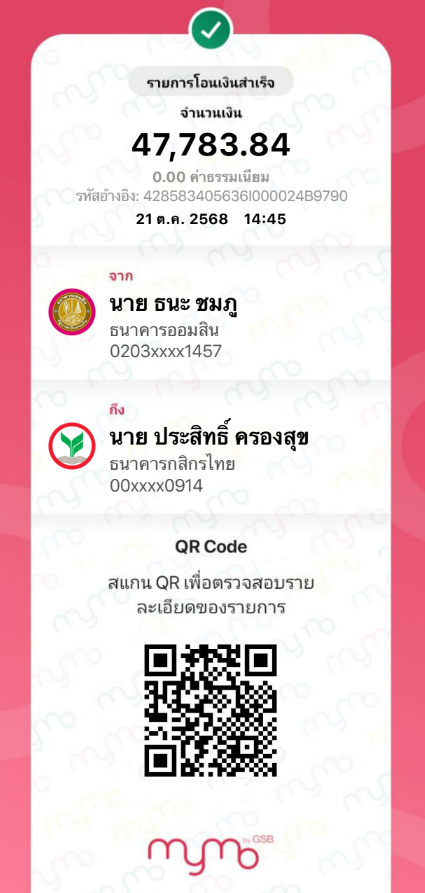 รายการโอนเงินสำเร็จ
จำนวนเงิน
47,783.84
0.00 ค่าธรรมเนียม
รหัสอ้างอิง: 428583405636I000024B9790
21 ต.ค. 2568 14:45
จาก
นาย ธนะ ชมภู
ธนาคารออมสิน
0203xxxx1457
ถึง
นาย ประสิทธิ์ ครองสุข
ธนาคารกสิกรไทย
00xxxx0914
QR Code
สแกน QR เพื่อตรวจสอบราย
ละเอียดของรายการ
mymo by GSB